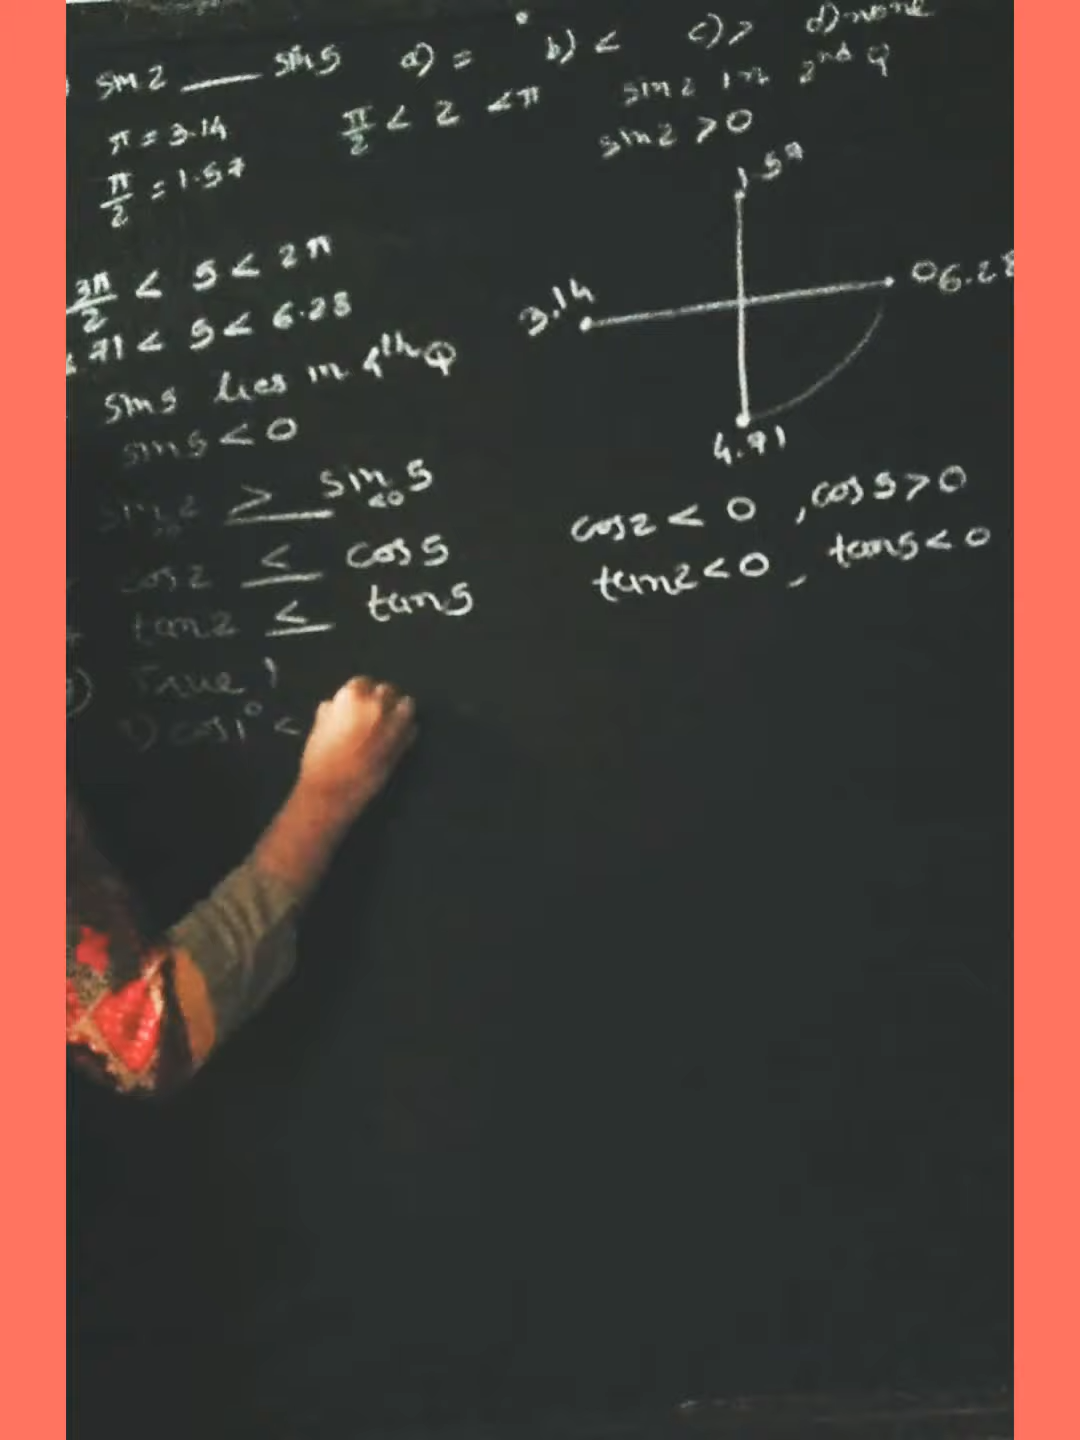 sin 2 ___ sin 5 a) = b) < c) > d) none
π = 3.14 π/2 < 2 < π sin 2 in 2nd Q
π/2 = 1.57 sin 2 > 0
1.57
3π/2 < 5 < 2π
3.14 0 6.28
.71 < 5 < 6.28
sin 5 lies in 4th Q
sin 5 < 0
4.71
sin 2 > sin 5
<0
cos 2 < 0 , cos 5 > 0
cos 2 < cos 5
tan 2 < 0 , tan 5 < 0
tan 2 < tan 5
True
1) cos 1° <